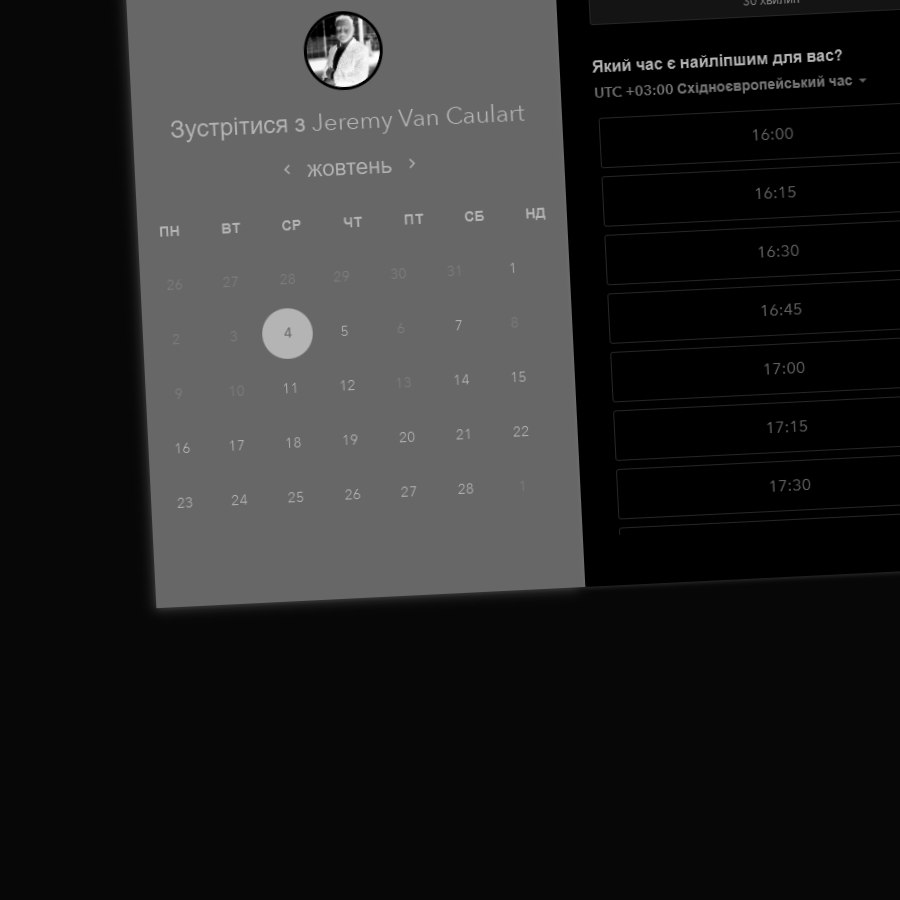 Зустрітися з Jeremy Van Caulart
‹ жовтень ›
ПН ВТ СР ЧТ ПТ СБ НД
26 27 28 29 30 31 1
2 3 4 5 6 7 8
9 10 11 12 13 14 15
16 17 18 19 20 21 22
23 24 25 26 27 28 1
30 хвилин
Який час є найліпшим для вас?
UTC +03:00 Східноєвропейський час
16:00
16:15
16:30
16:45
17:00
17:15
17:30